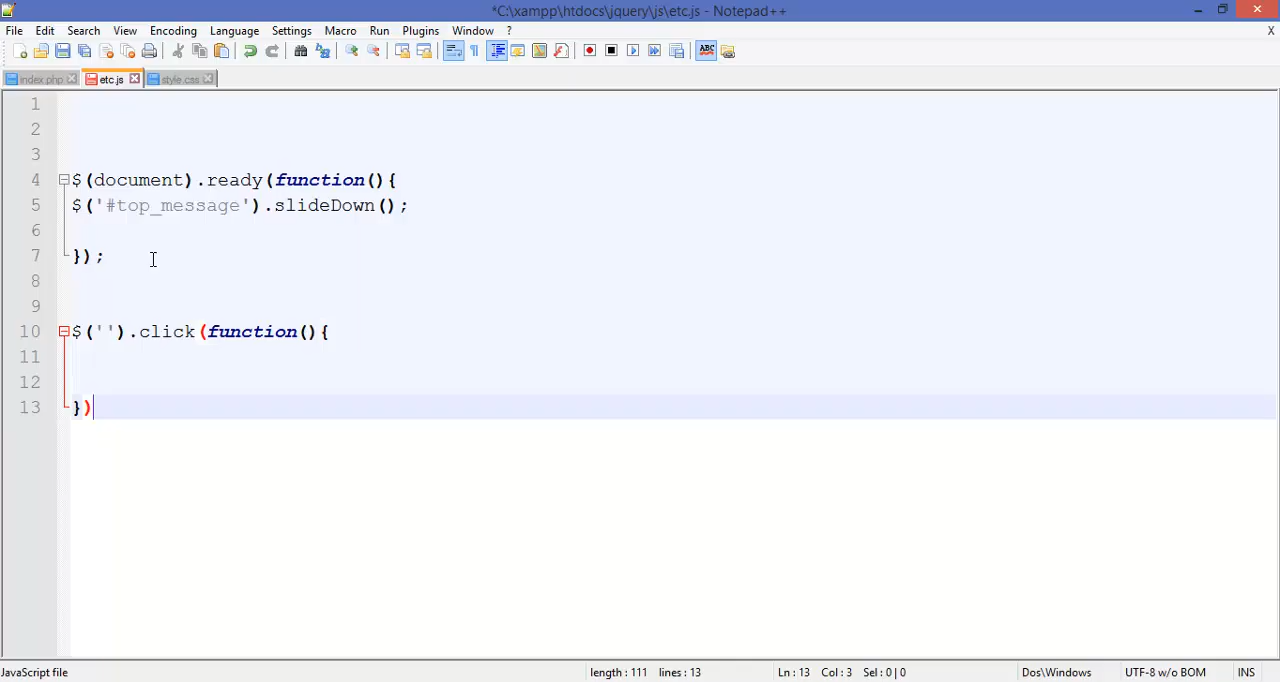 *C:\xampp\htdocs\jquery\js\etc.js - Notepad++
File Edit Search View Encoding Language Settings Macro Run Plugins Window ? X
ABC
index.php etc.js style.css
1
2
3
4 $(document).ready(function(){
5 $('#top_message').slideDown();
6
7 });
8
9
10 $('').click(function(){
11
12
13 })
JavaScript file length : 111 lines : 13 Ln : 13 Col : 3 Sel : 0 | 0 Dos\Windows UTF-8 w/o BOM INS